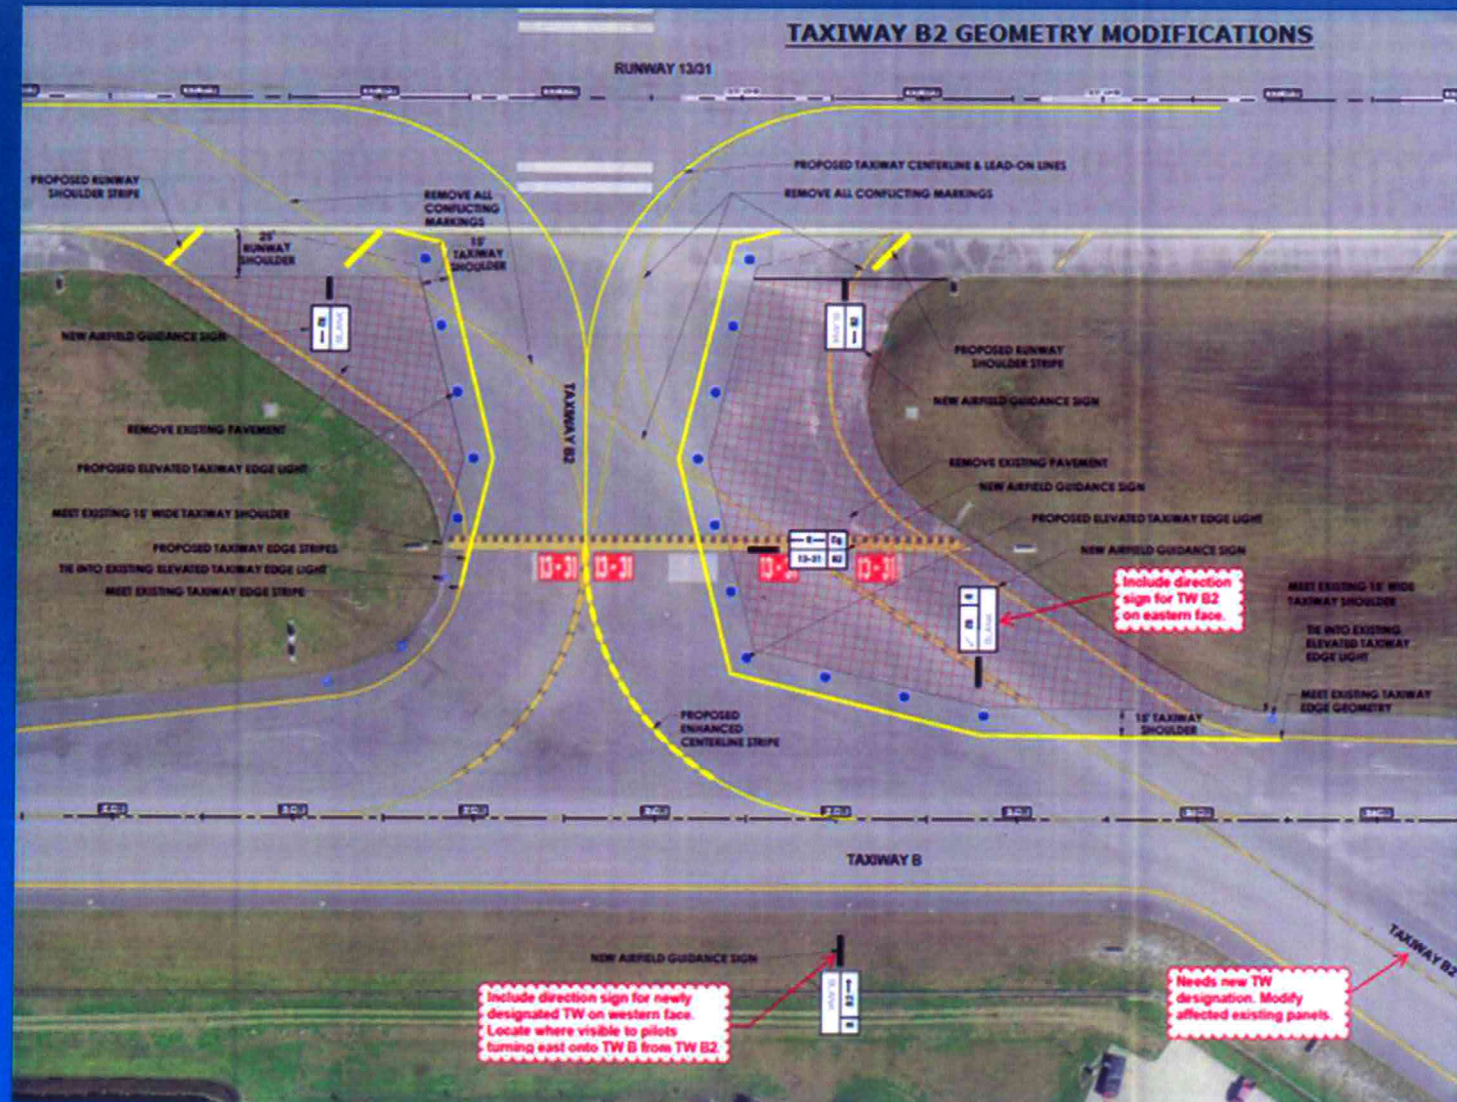 TAXIWAY B2 GEOMETRY MODIFICATIONS
RUNWAY 13/31
PROPOSED RUNWAY
SHOULDER STRIPE
REMOVE ALL
CONFLICTING
MARKINGS
PROPOSED TAXIWAY CENTERLINE & LEAD-ON LINES
REMOVE ALL CONFLICTING MARKINGS
25'
RUNWAY
SHOULDER
15'
TAXIWAY
SHOULDER
NEW AIRFIELD GUIDANCE SIGN
BLANK
BLANK
PROPOSED RUNWAY
SHOULDER STRIPE
NEW AIRFIELD GUIDANCE SIGN
TAXIWAY B2
REMOVE EXISTING PAVEMENT
PROPOSED ELEVATED TAXIWAY EDGE LIGHT
REMOVE EXISTING PAVEMENT
NEW AIRFIELD GUIDANCE SIGN
MEET EXISTING 15' WIDE TAXIWAY SHOULDER
PROPOSED ELEVATED TAXIWAY EDGE LIGHT
PROPOSED TAXIWAY EDGE STRIPES
NEW AIRFIELD GUIDANCE SIGN
TIE INTO EXISTING ELEVATED TAXIWAY EDGE LIGHT
MEET EXISTING TAXIWAY EDGE STRIPE
13-31
B2
Include direction
sign for TW B2
on eastern face.
MEET EXISTING 15' WIDE
TAXIWAY SHOULDER
BLANK
TIE INTO EXISTING
ELEVATED TAXIWAY
EDGE LIGHT
MEET EXISTING TAXIWAY
EDGE GEOMETRY
PROPOSED
ENHANCED
CENTERLINE STRIPE
15' TAXIWAY
SHOULDER
TAXIWAY B
TAXIWAY B2
NEW AIRFIELD GUIDANCE SIGN
BLANK
Include direction sign for newly
designated TW on western face.
Locate where visible to pilots
turning east onto TW B from TW B2
Needs new TW
designation. Modify
affected existing panels.